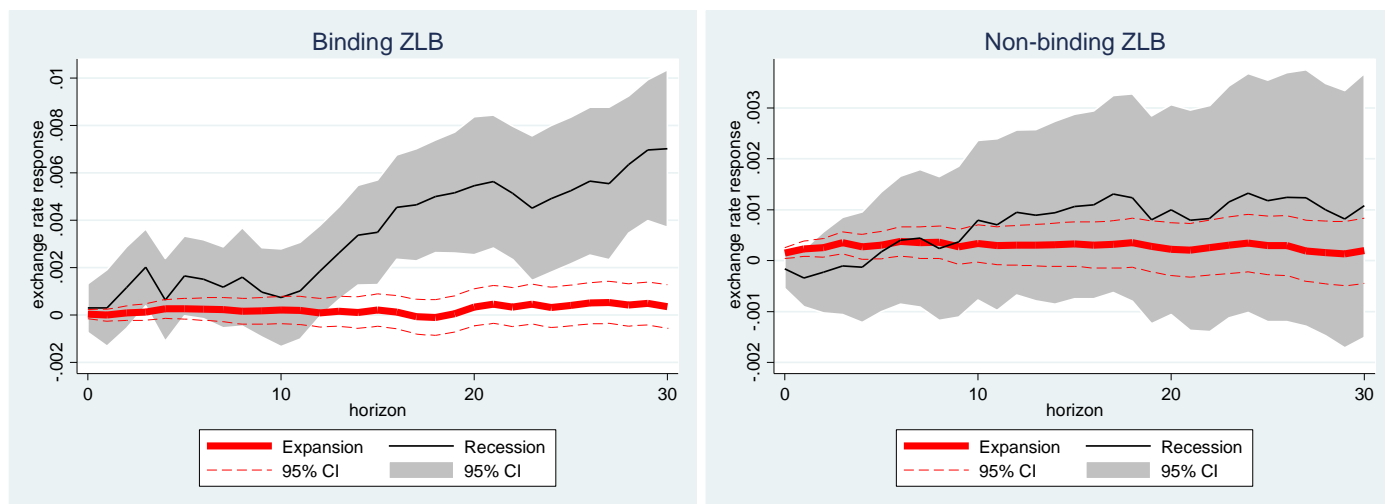 Binding ZLB
exchange rate response
.01
.008
.006
.004
.002
0
-.002
0 10 20 30
horizon
Expansion Recession
95% CI 95% CI
Non-binding ZLB
exchange rate response
.003
.002
.001
0
-.001
-.002
0 10 20 30
horizon
Expansion Recession
95% CI 95% CI